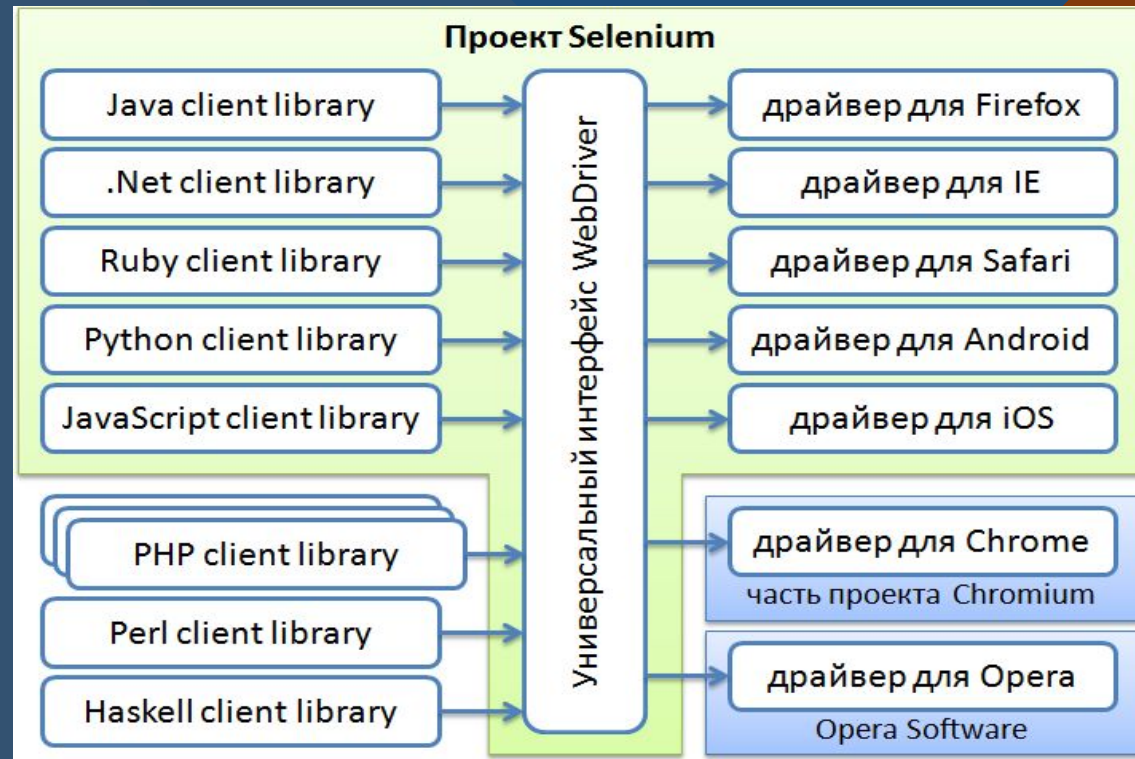 Проект Selenium
Java client library
.Net client library
Ruby client library
Python client library
JavaScript client library
PHP client library
Perl client library
Haskell client library
Универсальный интерфейс WebDriver
драйвер для Firefox
драйвер для IE
драйвер для Safari
драйвер для Android
драйвер для iOS
драйвер для Chrome
часть проекта Chromium
драйвер для Opera
Opera Software